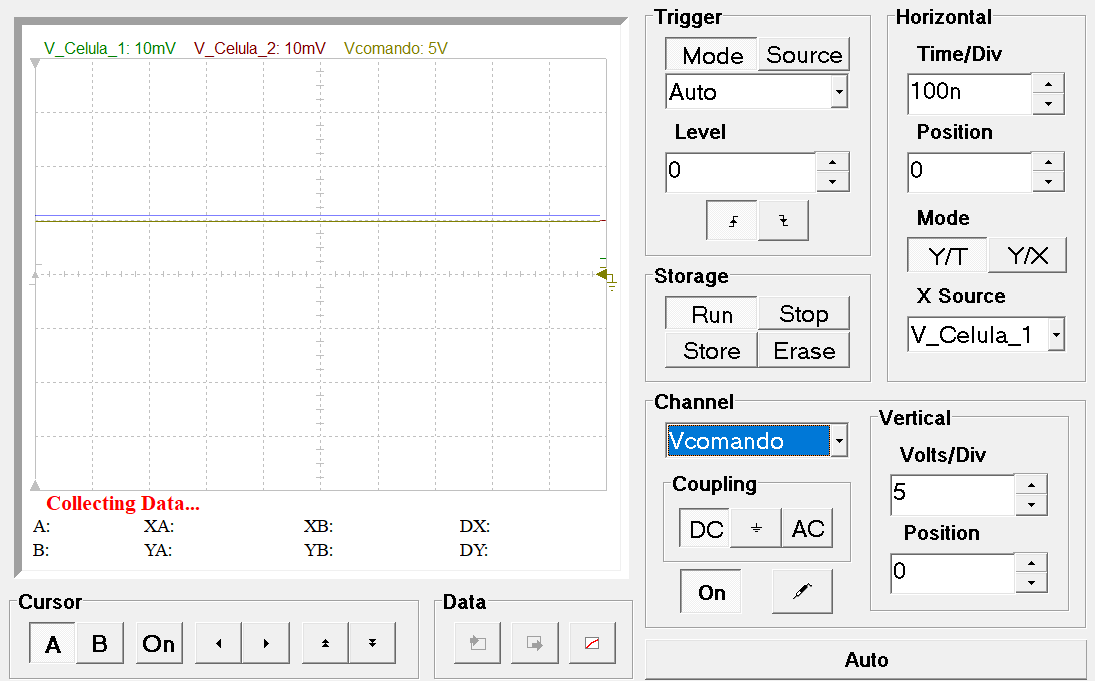 V_Celula_1: 10mV V_Celula_2: 10mV Vcomando: 5V
Collecting Data...
A: XA: XB: DX:
B: YA: YB: DY:
Cursor
A B On
Data
Trigger
Mode Source
Auto
Level
0
Storage
Run Stop
Store Erase
Horizontal
Time/Div
100n
Position
0
Mode
Y/T Y/X
X Source
V_Celula_1
Channel
Vcomando
Coupling
DC AC
On
Vertical
Volts/Div
5
Position
0
Auto